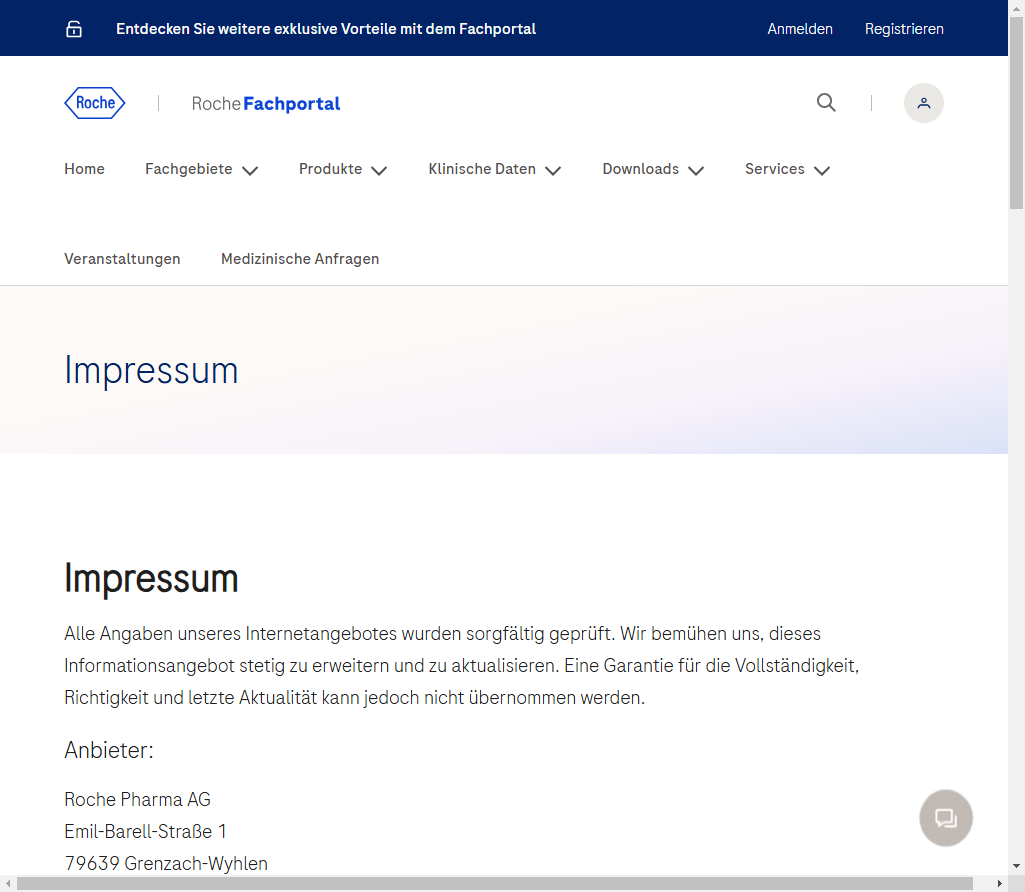 Entdecken Sie weitere exklusive Vorteile mit dem Fachportal
Anmelden
Registrieren
Roche
Roche Fachportal
Home
Fachgebiete
Produkte
Klinische Daten
Downloads
Services
Veranstaltungen
Medizinische Anfragen
Impressum
Impressum
Alle Angaben unseres Internetangebotes wurden sorgfältig geprüft. Wir bemühen uns, dieses
Informationsangebot stetig zu erweitern und zu aktualisieren. Eine Garantie für die Vollständigkeit,
Richtigkeit und letzte Aktualität kann jedoch nicht übernommen werden.
Anbieter:
Roche Pharma AG
Emil-Barell-Straße 1
79639 Grenzach-Wyhlen